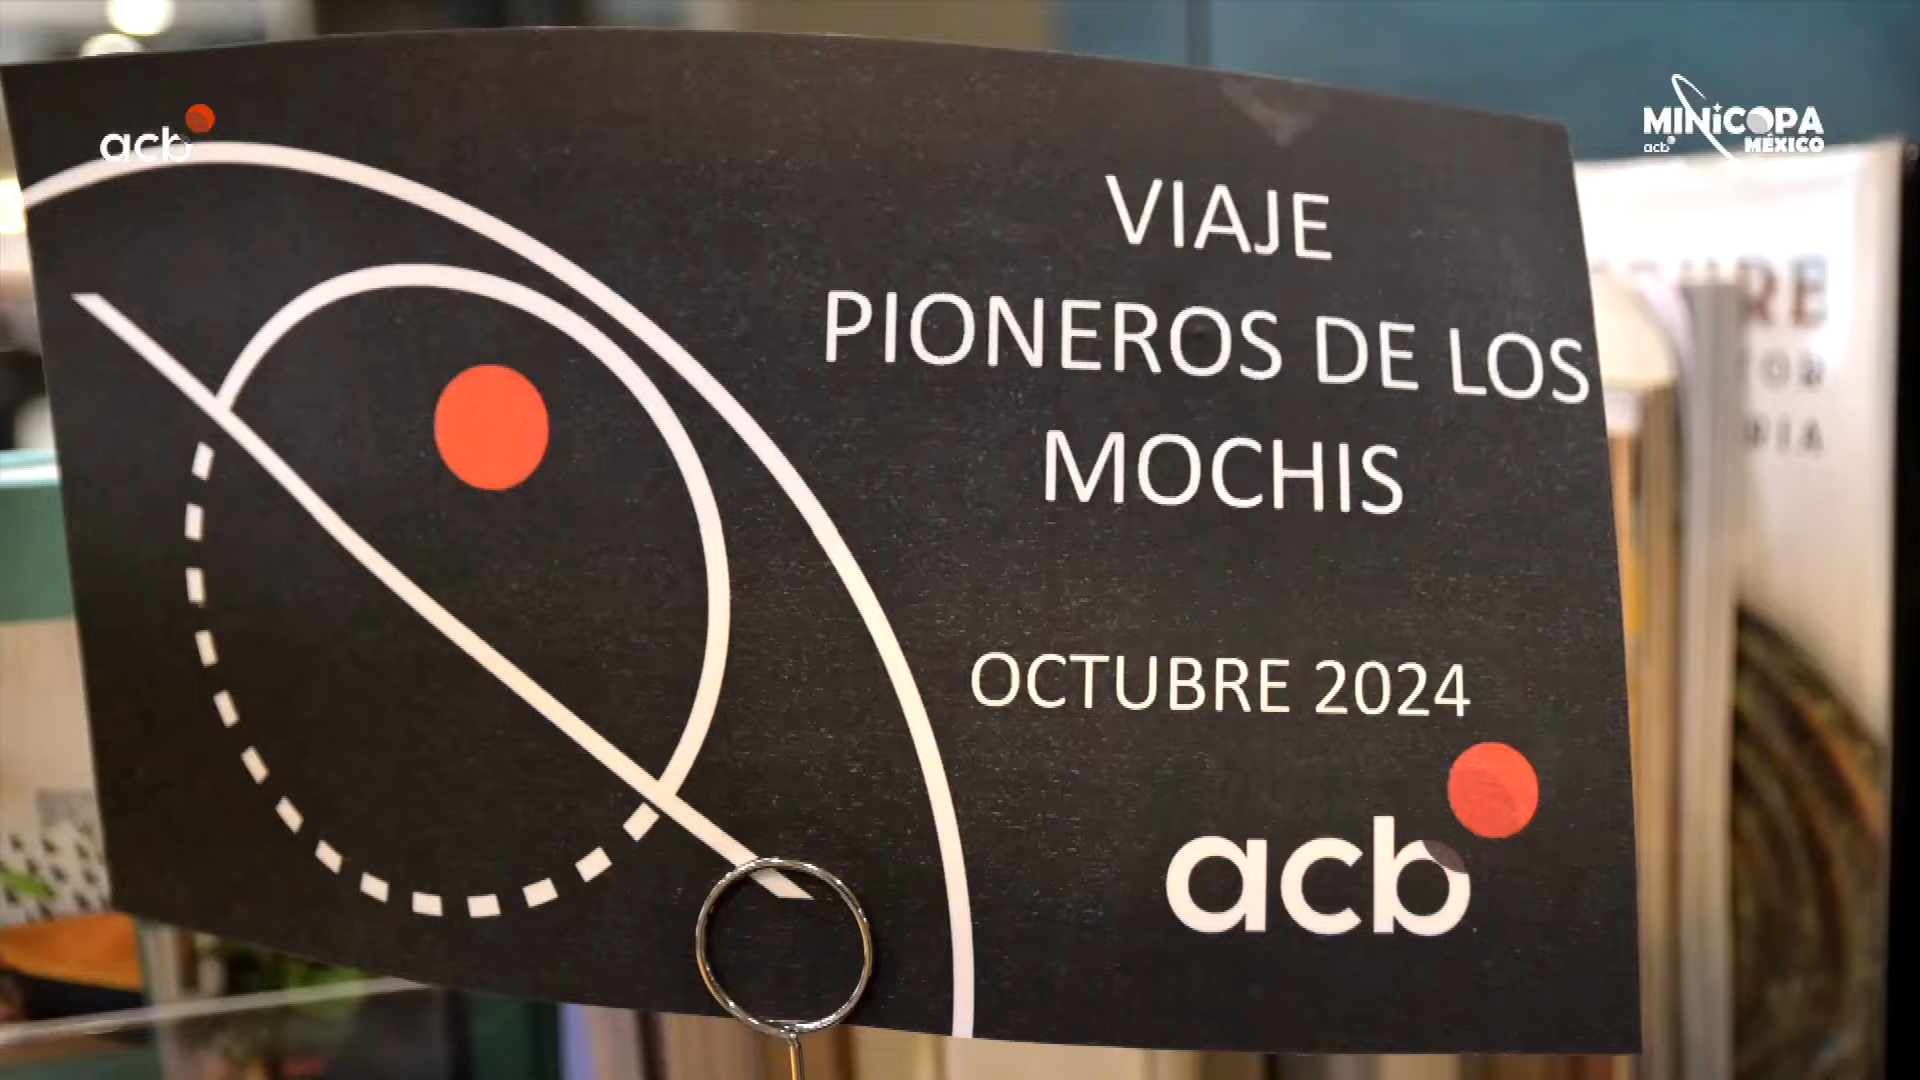 acb
MINICOPA
acb MÉXICO
VIAJE
PIONEROS DE LOS
MOCHIS
OCTUBRE 2024
acb